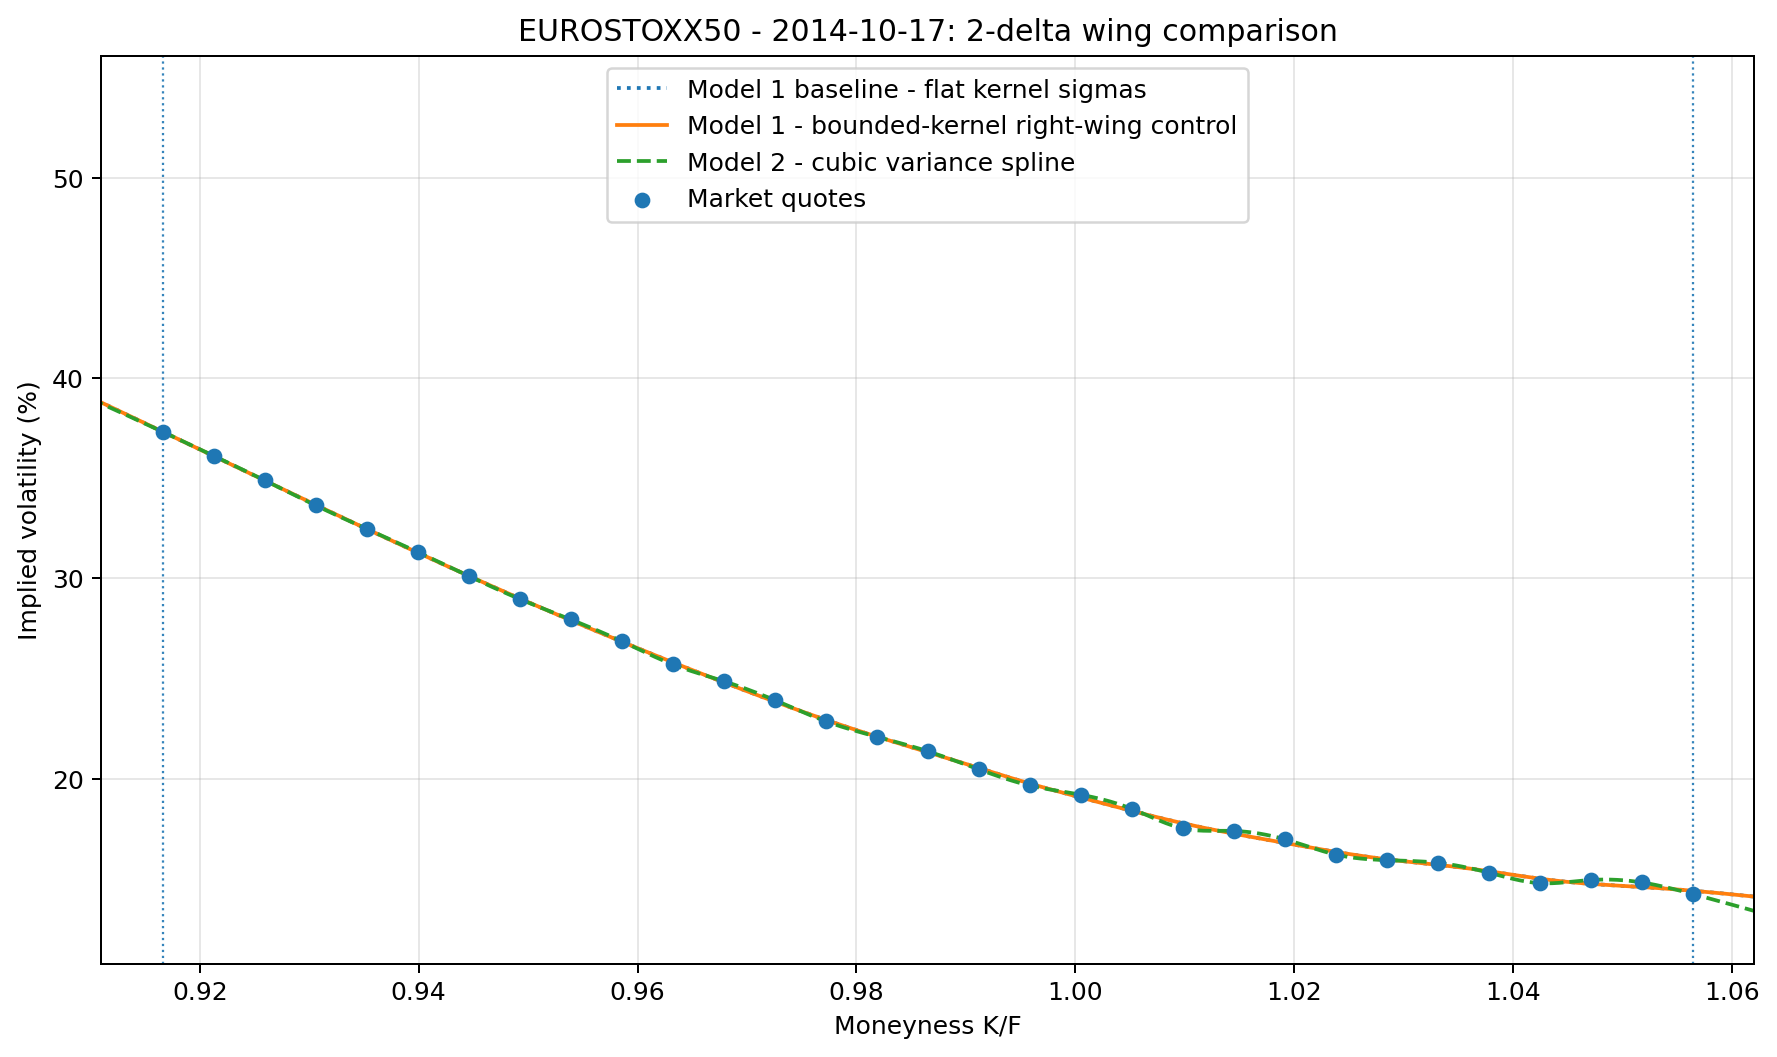 EUROSTOXX50 - 2014-10-17: 2-delta wing comparison
Model 1 baseline - flat kernel sigmas
Model 1 - bounded-kernel right-wing control
Model 2 - cubic variance spline
Market quotes
Implied volatility (%)
50
40
30
20
0.92 0.94 0.96 0.98 1.00 1.02 1.04 1.06
Moneyness K/F